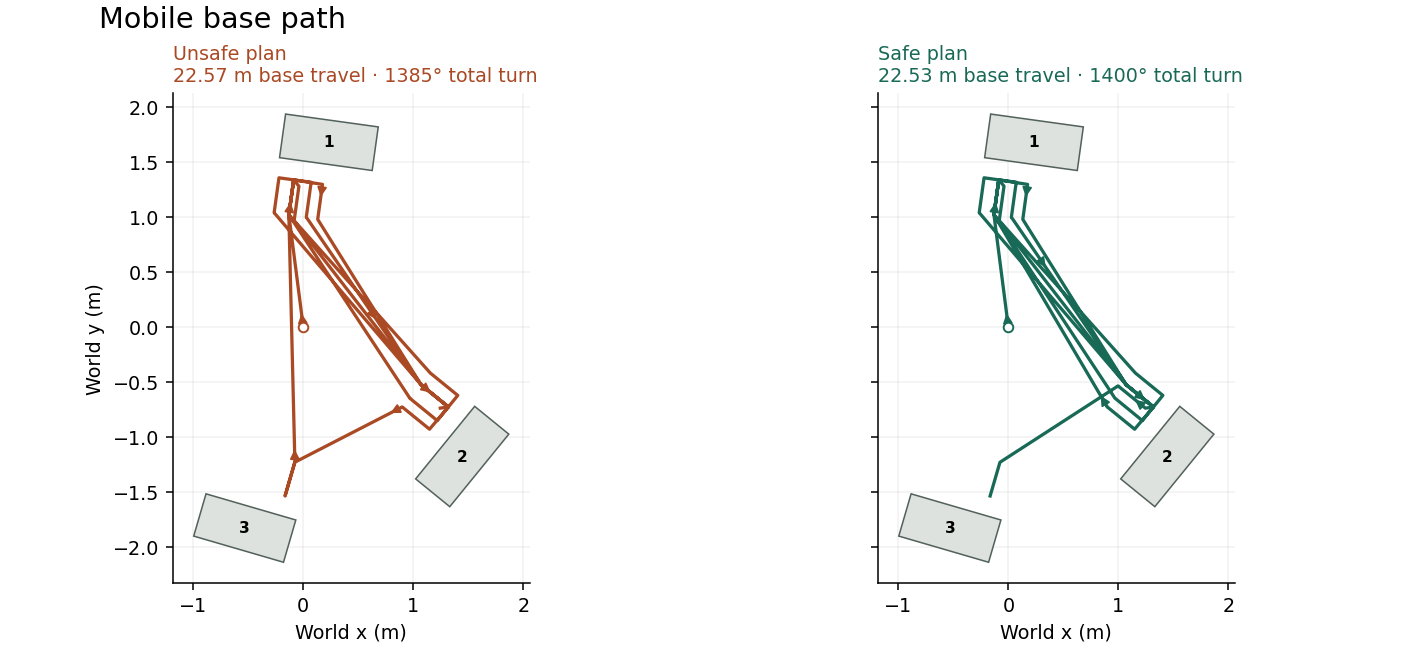 Mobile base path
Unsafe plan
22.57 m base travel · 1385° total turn
Safe plan
22.53 m base travel · 1400° total turn
2.0
1.5
1.0
0.5
0.0
−0.5
−1.0
−1.5
−2.0
World y (m)
1
2
3
−1
0
1
2
World x (m)
1
2
3
−1
0
1
2
World x (m)